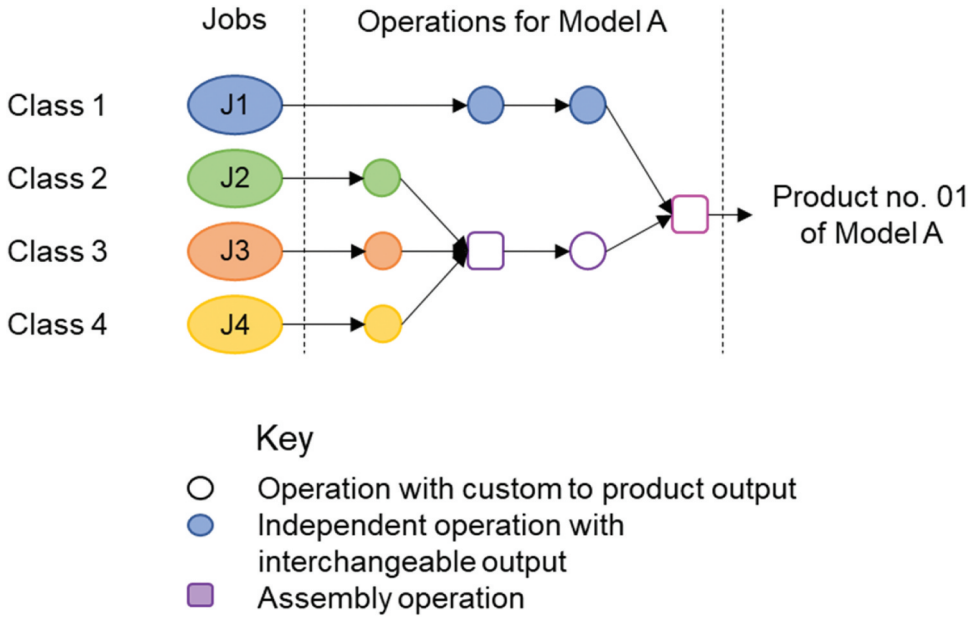 Jobs
Operations for Model A
Class 1
J1
Class 2
J2
Class 3
J3
Class 4
J4
Product no. 01
of Model A
Key
Operation with custom to product output
Independent operation with
interchangeable output
Assembly operation